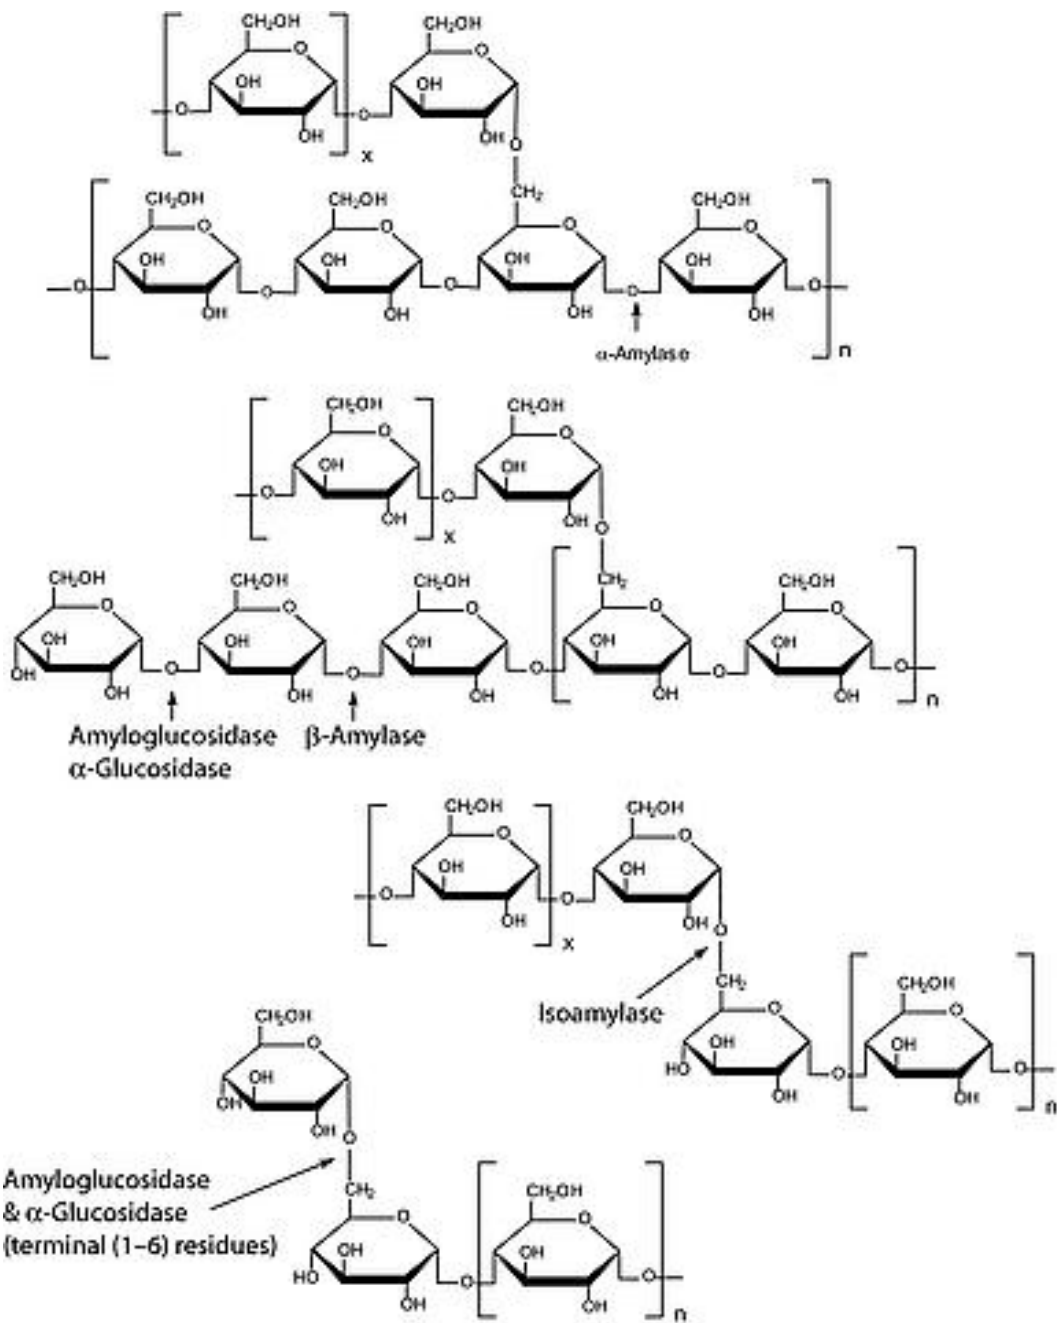 CH₂OH CH₂OH
O O
OH OH
O O
OH OH O
x
CH₂
CH₂OH CH₂OH CH₂OH
O O O O
OH OH OH OH
O O O O O
OH OH OH OH
n
α-Amylase
CH₂OH CH₂OH
O O
OH OH
O O
OH OH O
x
CH₂
CH₂OH CH₂OH CH₂OH CH₂OH
O O O O O
OH OH OH OH OH
OH O O O O O
OH OH OH OH OH
n
Amyloglucosidase β-Amylase
α-Glucosidase
CH₂OH CH₂OH
O O
OH OH
O O
OH OH O
x
CH₂
Isoamylase
CH₂OH
O O
OH OH
HO O O
OH OH
n
CH₂OH
O
OH
OH
OH O
Amyloglucosidase
& α-Glucosidase
(terminal (1–6) residues)
CH₂
CH₂OH
O O
OH OH
HO O O
OH OH
n